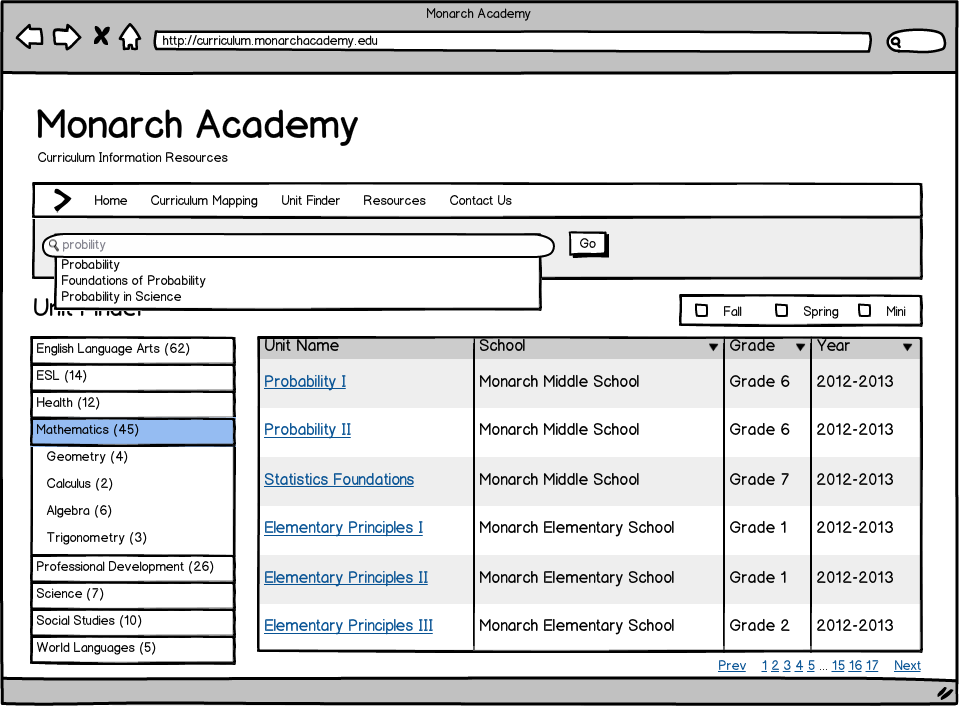 Monarch Academy
http://curriculum.monarchacademy.edu
Monarch Academy
Curriculum Information Resources
Home Curriculum Mapping Unit Finder Resources Contact Us
probility Go
Probability
Foundations of Probability
Probability in Science
Unit Finder
Fall Spring Mini
English Language Arts (62)
ESL (14)
Health (12)
Mathematics (45)
Geometry (4)
Calculus (2)
Algebra (6)
Trigonometry (3)
Professional Development (26)
Science (7)
Social Studies (10)
World Languages (5)
Unit Name School Grade Year
Probability I Monarch Middle School Grade 6 2012-2013
Probability II Monarch Middle School Grade 6 2012-2013
Statistics Foundations Monarch Middle School Grade 7 2012-2013
Elementary Principles I Monarch Elementary School Grade 1 2012-2013
Elementary Principles II Monarch Elementary School Grade 1 2012-2013
Elementary Principles III Monarch Elementary School Grade 2 2012-2013
Prev 1 2 3 4 5 ... 15 16 17 Next